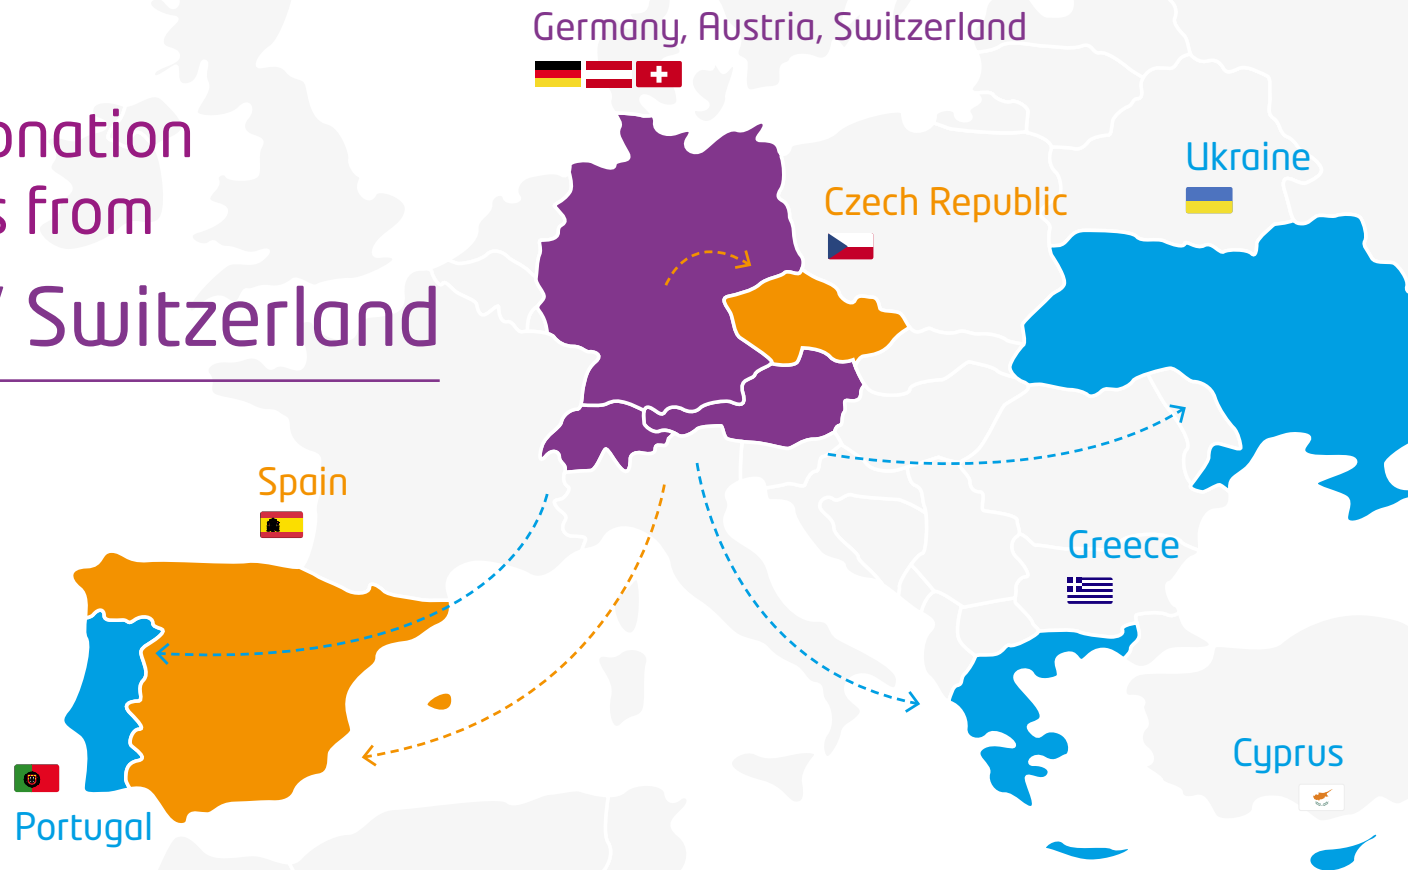 Germany, Austria, Switzerland
onation
s from
/ Switzerland
Ukraine
Czech Republic
Spain
Greece
Cyprus
Portugal